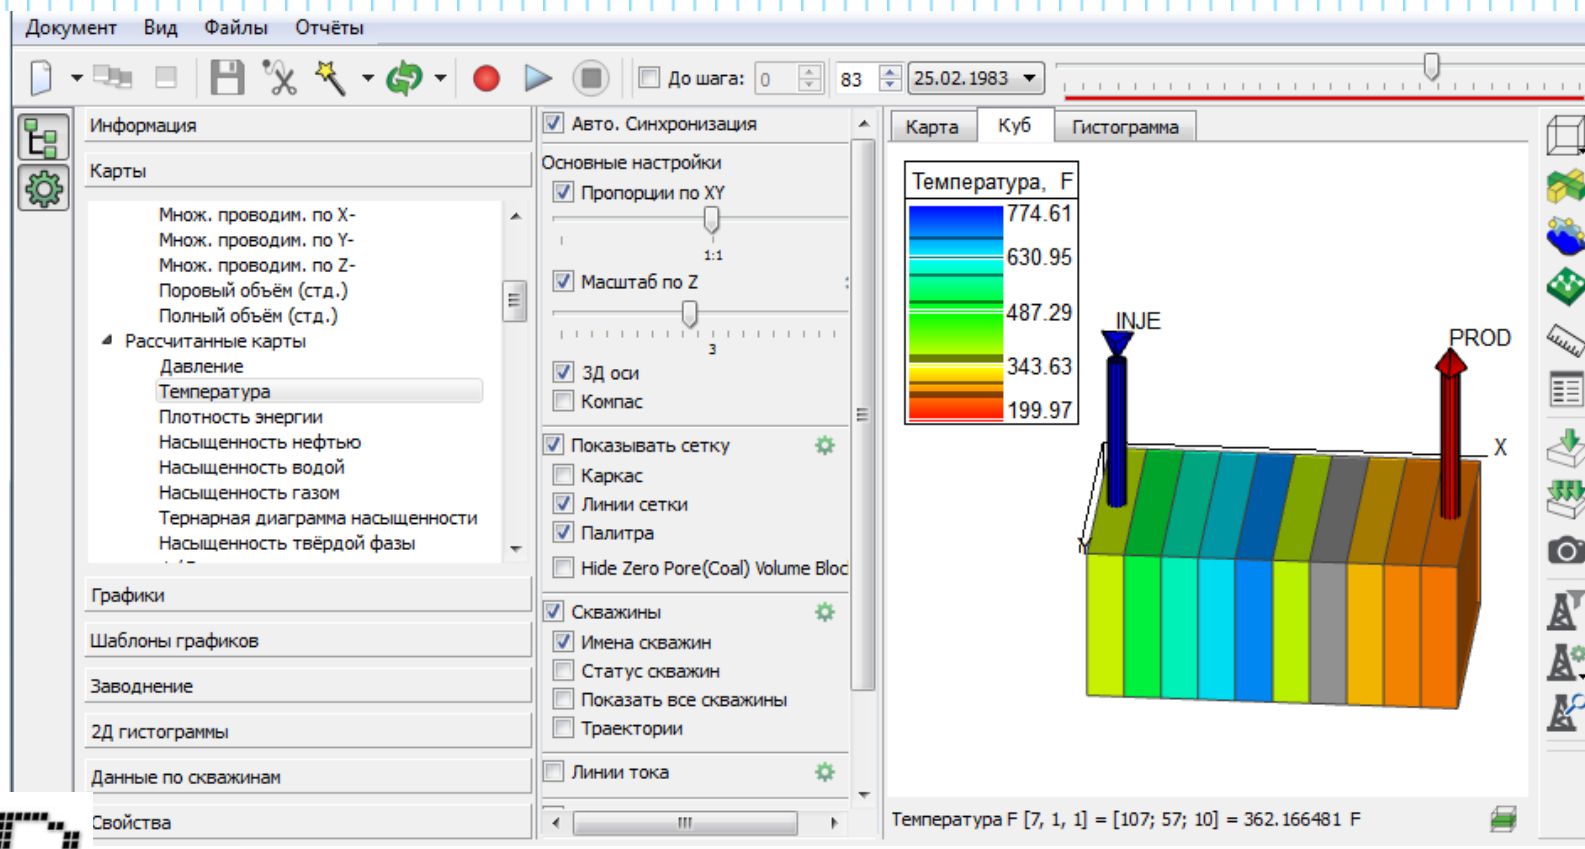 Документ Вид Файлы Отчёты
До шага: 0 83 25.02.1983
Информация
Карты
Множ. проводим. по X-
Множ. проводим. по Y-
Множ. проводим. по Z-
Поровый объём (стд.)
Полный объём (стд.)
Рассчитанные карты
Давление
Температура
Плотность энергии
Насыщенность нефтью
Насыщенность водой
Насыщенность газом
Тернарная диаграмма насыщенности
Насыщенность твёрдой фазы
Графики
Шаблоны графиков
Заводнение
2Д гистограммы
Данные по скважинам
Свойства
Авто. Синхронизация
Основные настройки
Пропорции по XY
1:1
Масштаб по Z
3
3Д оси
Компас
Показывать сетку
Каркас
Линии сетки
Палитра
Hide Zero Pore(Coal) Volume Bloc
Скважины
Имена скважин
Статус скважин
Показать все скважины
Траектории
Линии тока
Карта Куб Гистограмма
Температура, F
774.61
630.95
487.29
343.63
199.97
INJE
PROD
X
Y
Температура F [7, 1, 1] = [107; 57; 10] = 362.166481 F